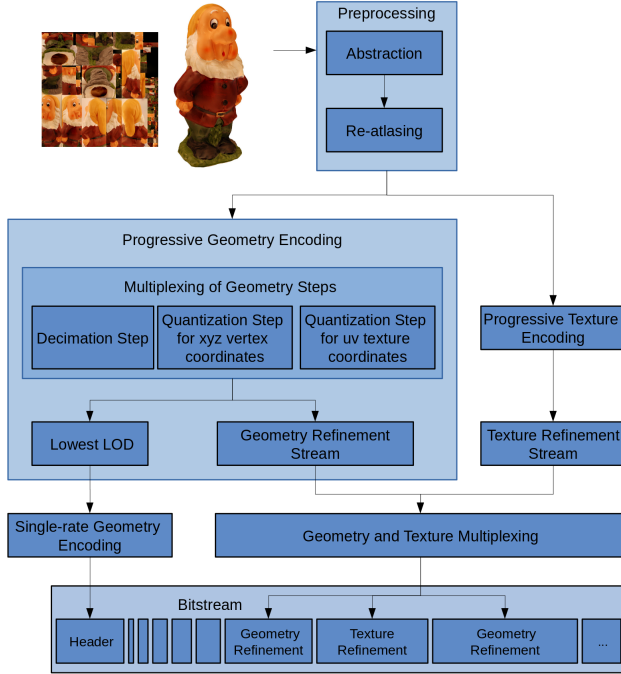 Preprocessing
Abstraction
Re-atlasing
Progressive Geometry Encoding
Multiplexing of Geometry Steps
Decimation Step
Quantization Step
for xyz vertex
coordinates
Quantization Step
for uv texture
coordinates
Progressive Texture
Encoding
Lowest LOD
Geometry Refinement
Stream
Texture Refinement
Stream
Single-rate Geometry
Encoding
Geometry and Texture Multiplexing
Bitstream
Header
Geometry
Refinement
Texture
Refinement
Geometry
Refinement
...